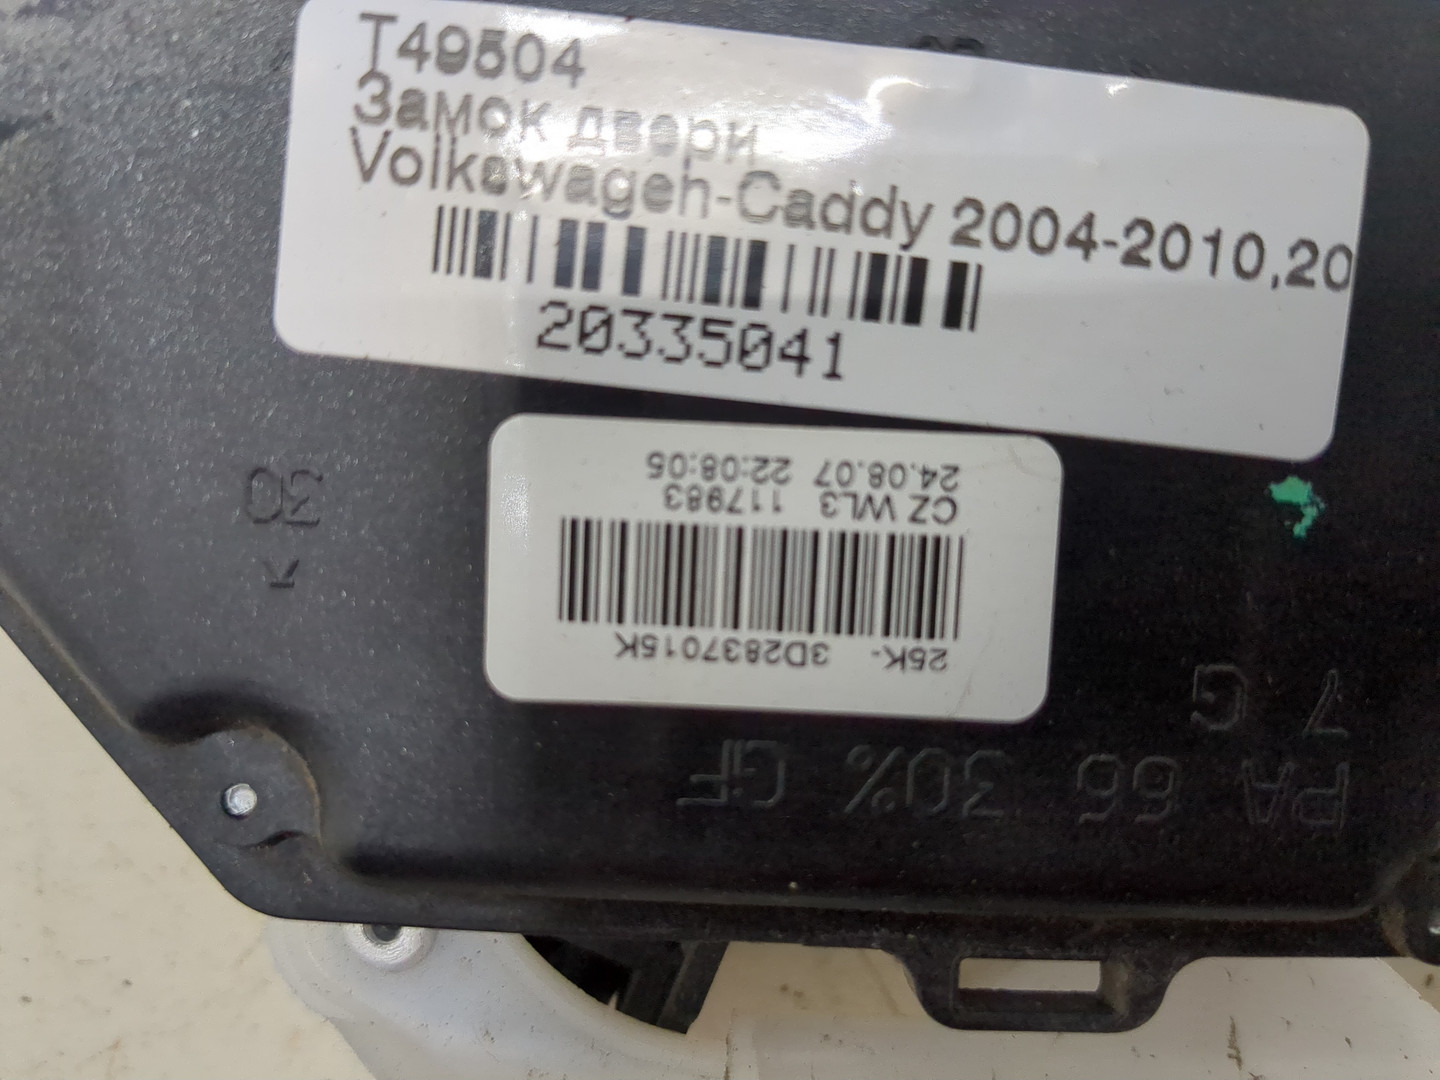 T49504
Замок двери
Volkswagen-Caddy 2004-2010,20
20335041
25K- 3D2837015K
CZ WL3 117983
24.08.07 22:08:05
K 30
PA 66 30% GF
7 G